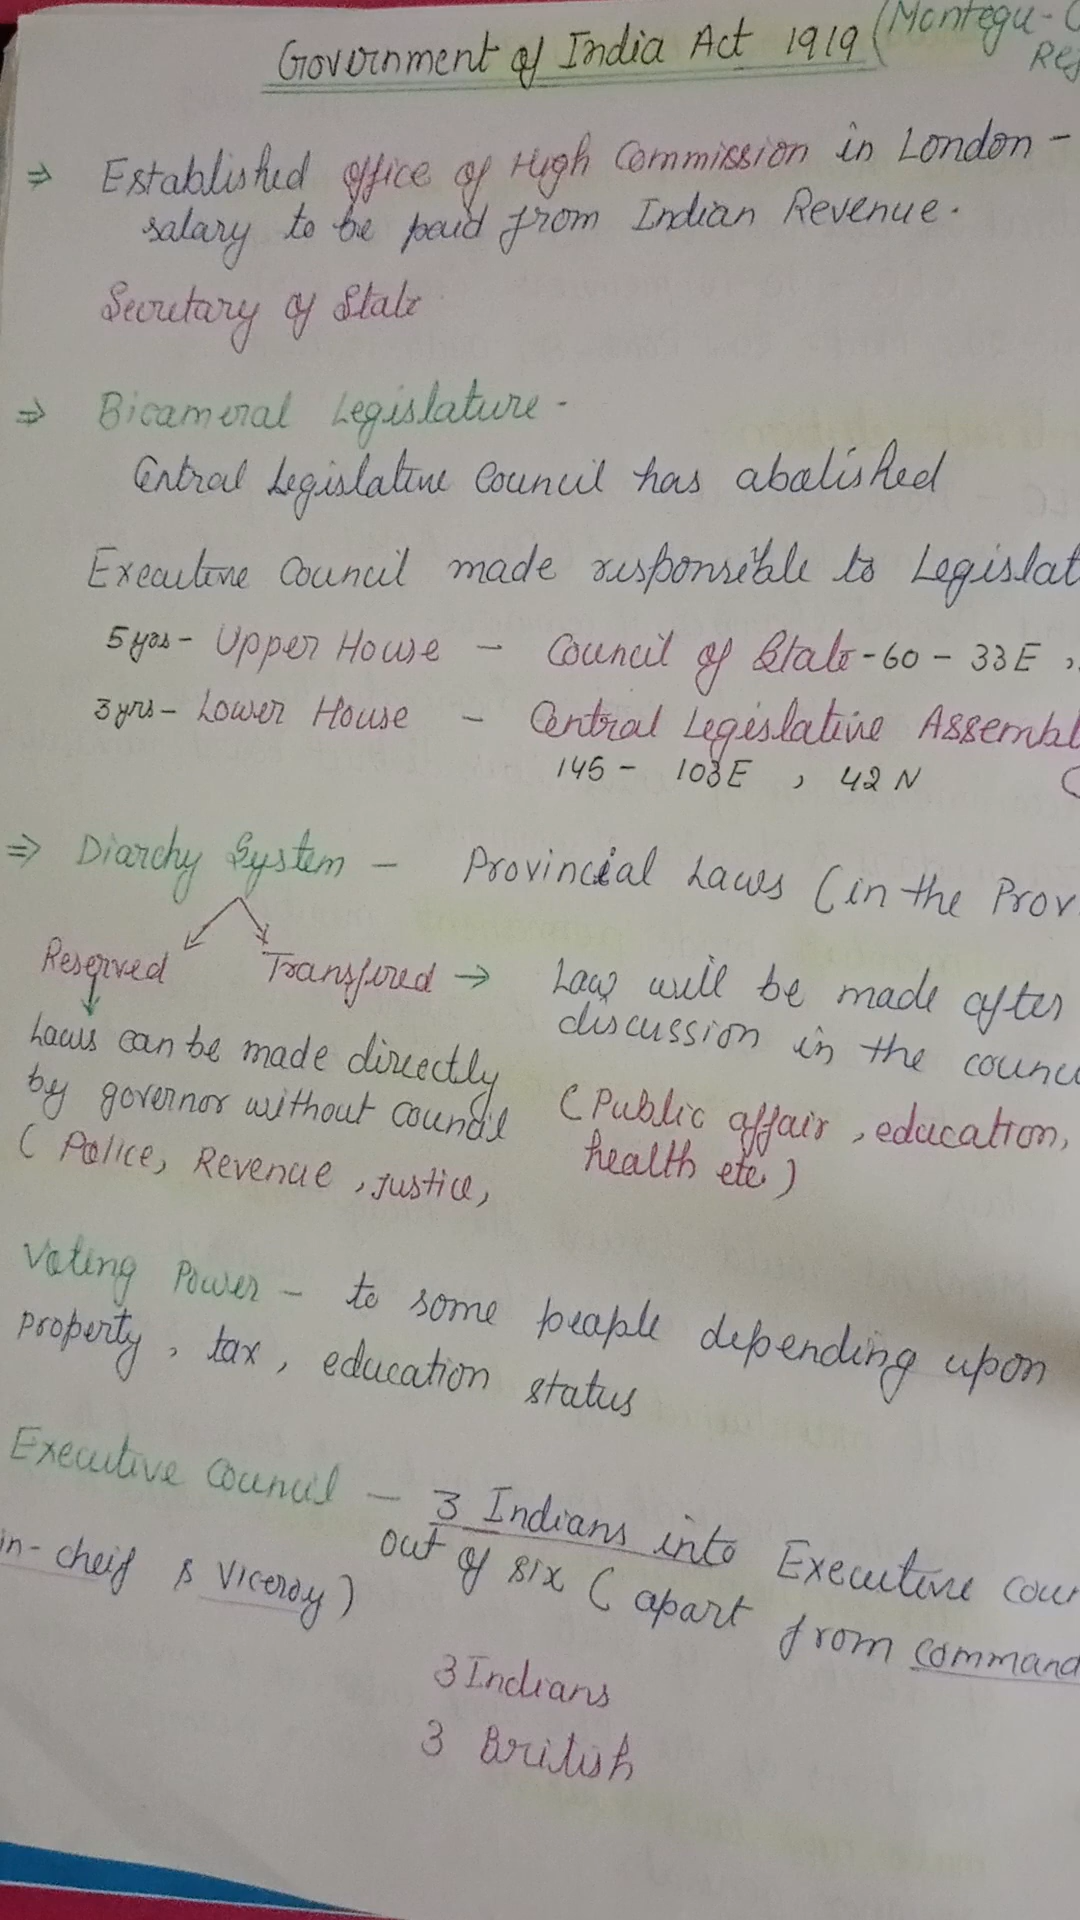 Government of India Act 1919 (Montegu-
⇒ Established office of High Commission in London -
salary to be paid from Indian Revenue.
Secretary of State
⇒ Bicameral Legislature -
Central Legislative Council has abolished
Executive Council made responsible to Legislat
5 yrs - Upper House - Council of State - 60 - 33E,
3 yrs - Lower House - Central Legislative Assembl
145 - 103E, 42 N
⇒ Diarchy System - Provincial Laws (in the Prov
Reserved Transfired → Law will be made after
discussion in the counc
Laws can be made directly
by governor without council
(Police, Revenue, justice,
(Public affair, education,
health etc.)
Voting Power - to some people depending upon
property, tax, education status
Executive Council - 3 Indians into Executive cou
out of six (apart from command
in-cheif & Viceroy)
3 Indians
3 British